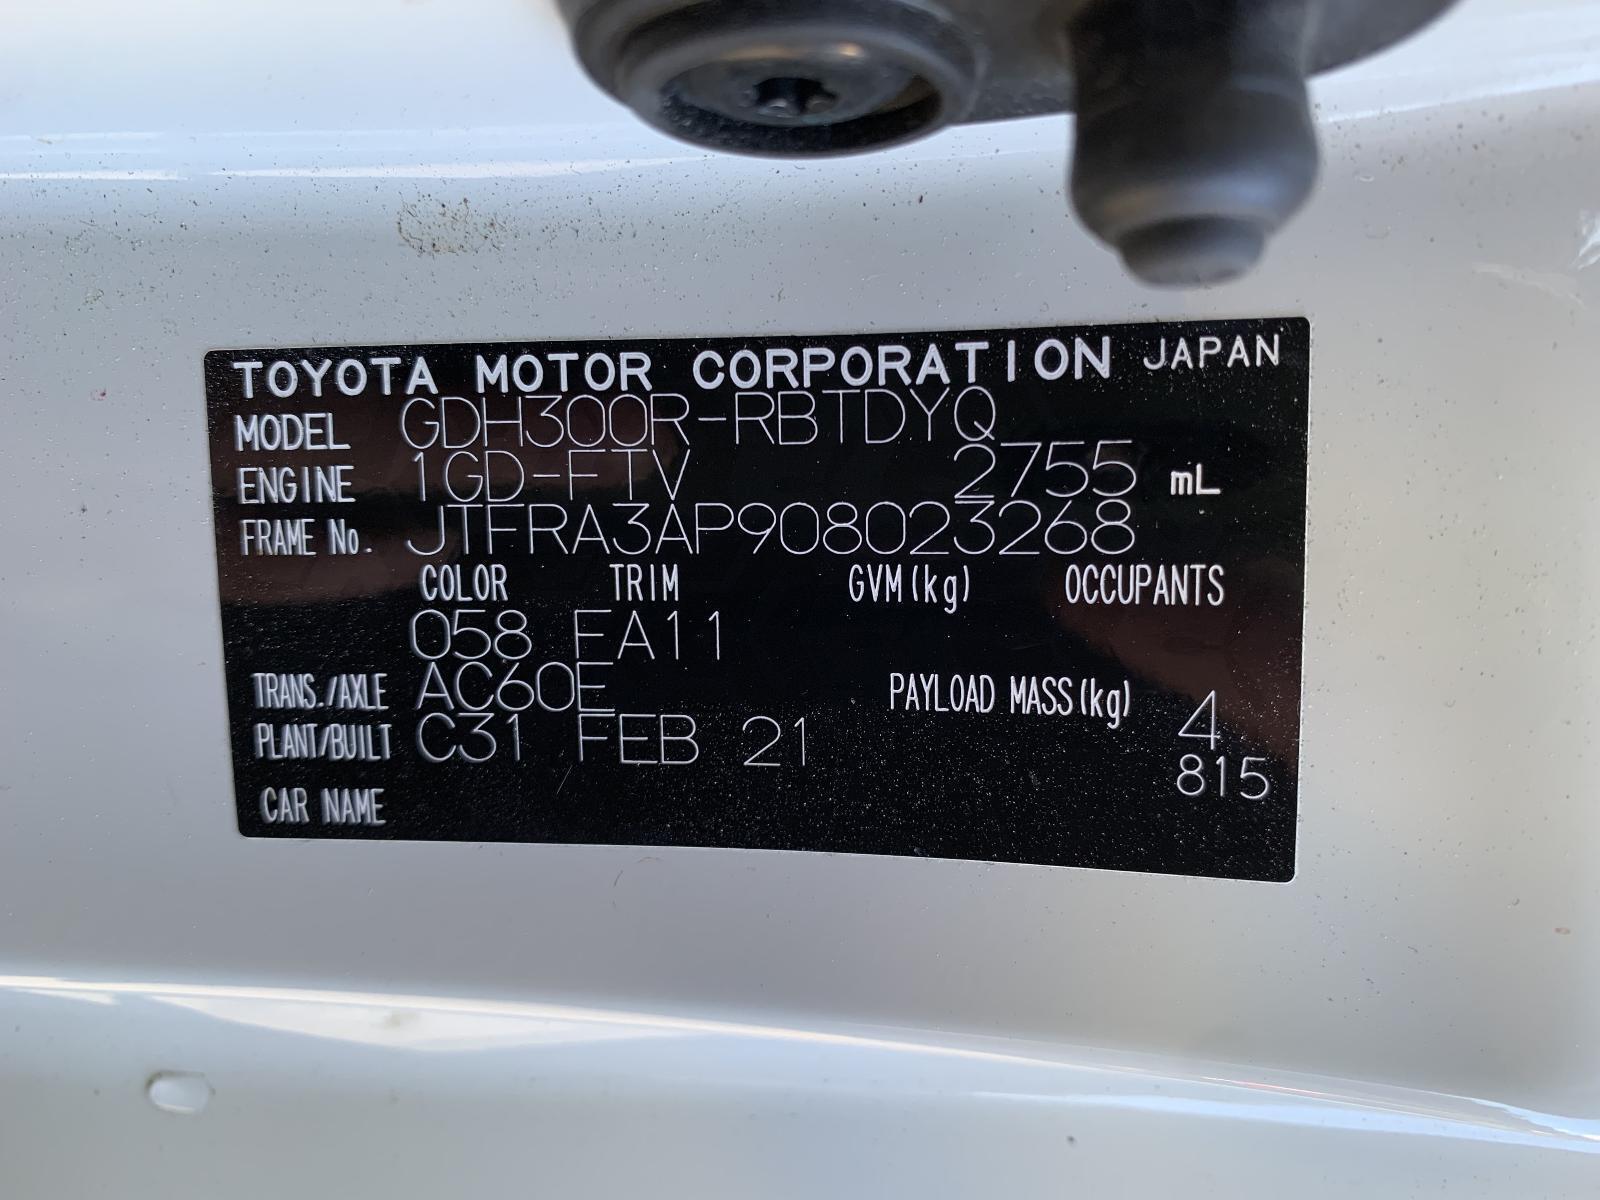 TOYOTA MOTOR CORPORATION JAPAN
MODEL GDH300R-RBTDYQ
ENGINE 1GD-FTV 2755 mL
FRAME No. JTFRA3AP908023268
COLOR TRIM GVM(kg) OCCUPANTS
058 FA11
TRANS./AXLE AC60E PAYLOAD MASS(kg) 4
PLANT/BUILT C31 FEB 21 815
CAR NAME